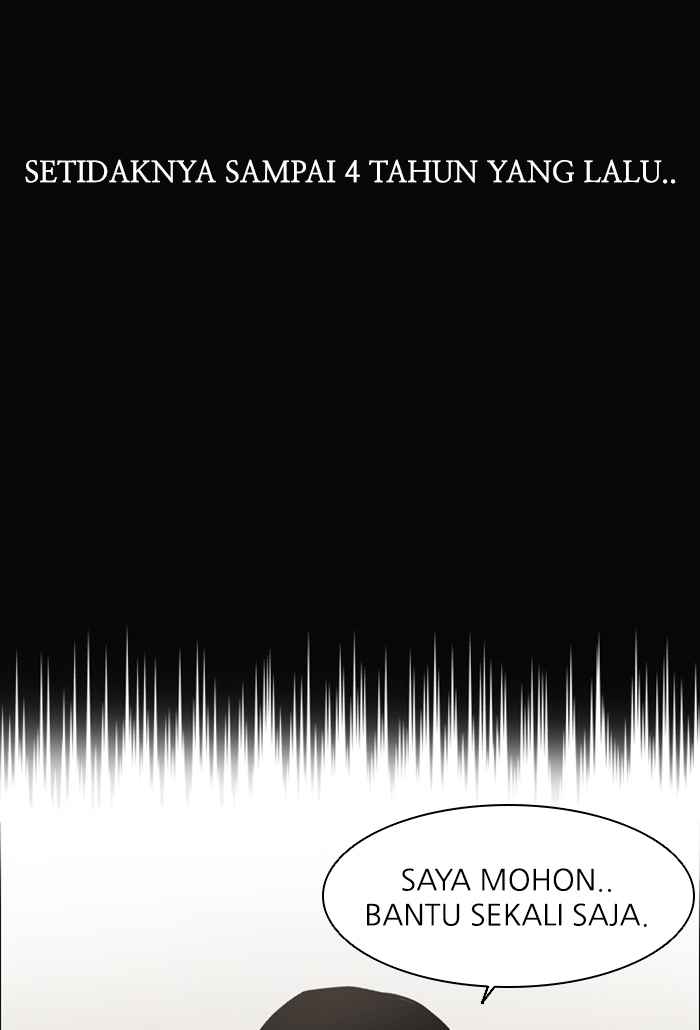 SETIDAKNYA SAMPAI 4 TAHUN YANG LALU..
SAYA MOHON..
BANTU SEKALI SAJA.